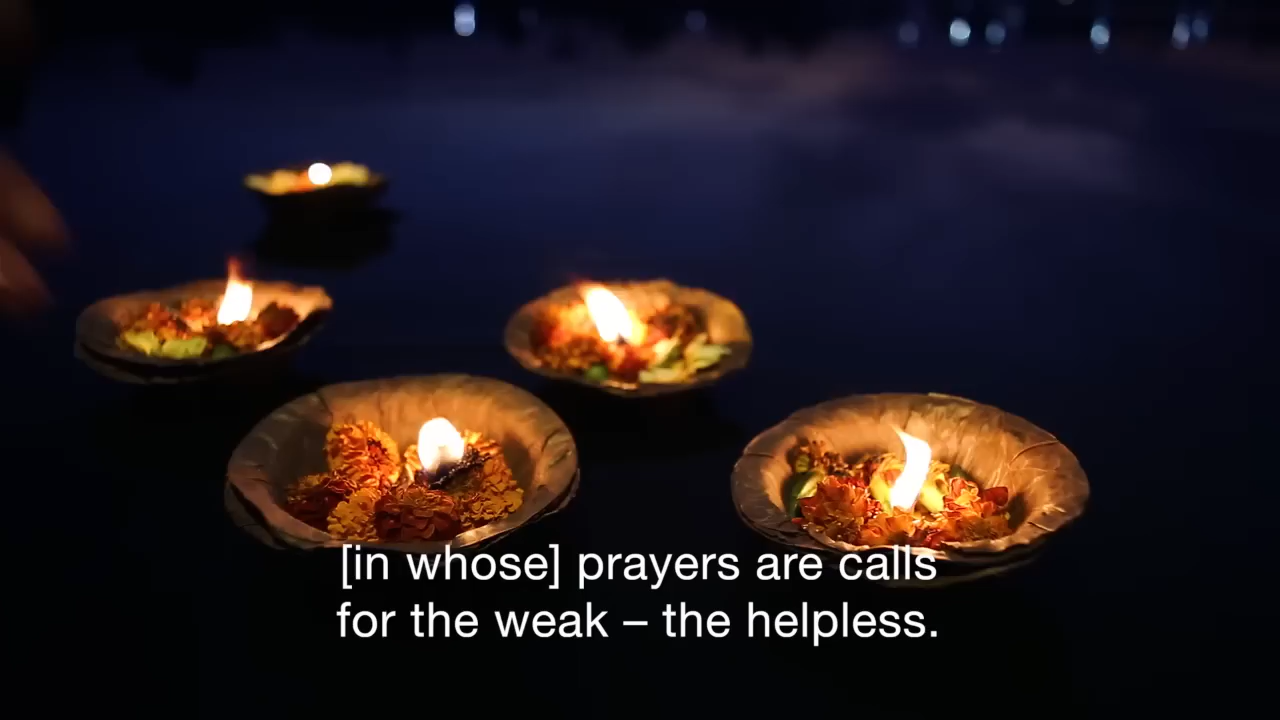 [in whose] prayers are calls
for the weak – the helpless.